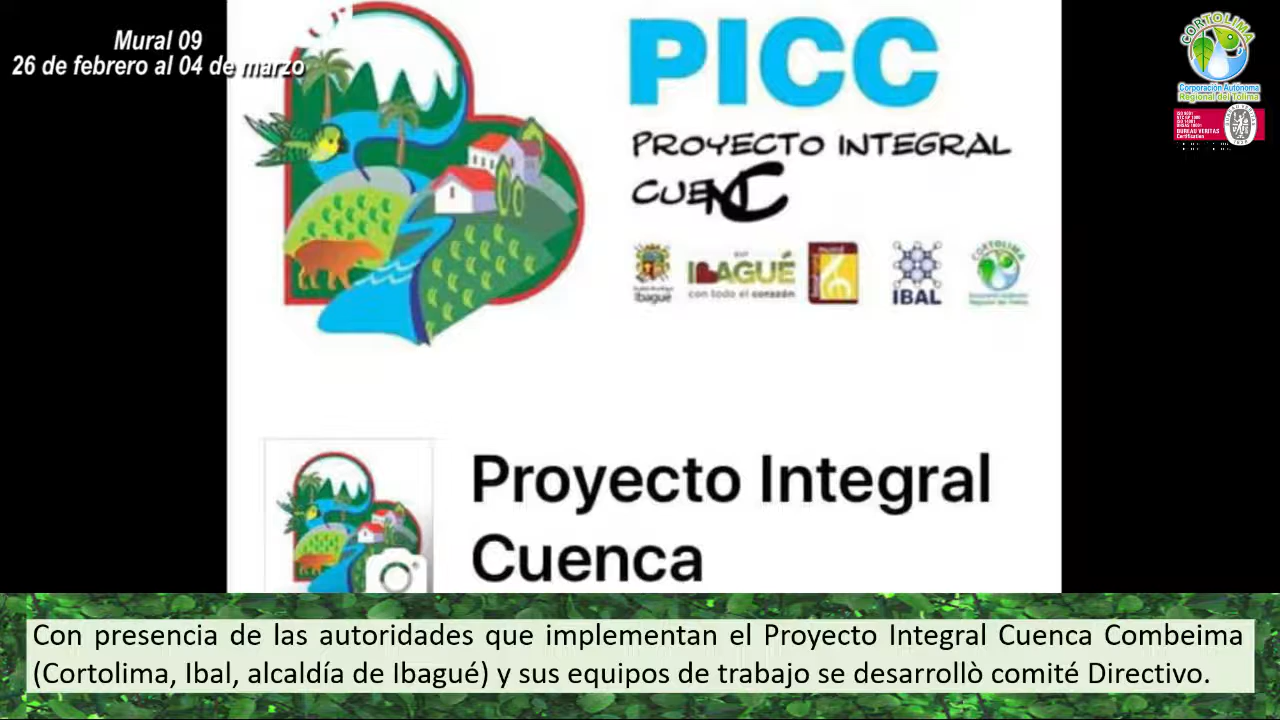 Mural 09
26 de febrero al 04 de marzo
CORTOLIMA
Corporación Autónoma
Regional del Tolima
BUREAU VERITAS
Certification
PICC
PROYECTO INTEGRAL
CUENC
Ibagué
IBAGUÉ
con todo el corazón
IBAL
CORTOLIMA
Proyecto Integral
Cuenca
Con presencia de las autoridades que implementan el Proyecto Integral Cuenca Combeima
(Cortolima, Ibal, alcaldía de Ibagué) y sus equipos de trabajo se desarrollò comité Directivo.